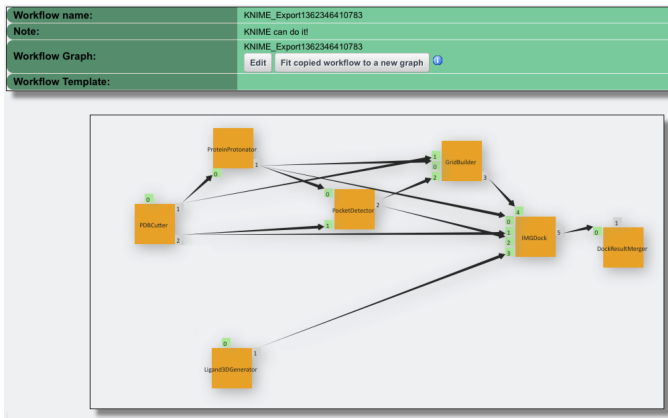 Workflow name: KNIME_Export1362346410783
Note: KNIME can do it!
KNIME_Export1362346410783
Workflow Graph: Edit Fit copied workflow to a new graph
Workflow Template:
ProteinProtonator
0 1
GridBuilder
1
0
2 3
0
PDBCutter
1
2
0
PocketDetector
1 2
4
0
1
2
3
IMGDock
5
1
0
DockResultMerger
0
1
Ligand3DGenerator